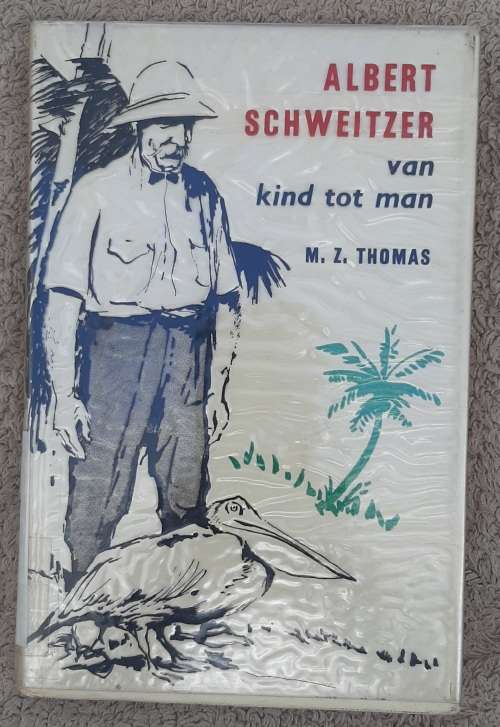 ALBERT
SCHWEITZER
van
kind tot man
M. Z. THOMAS